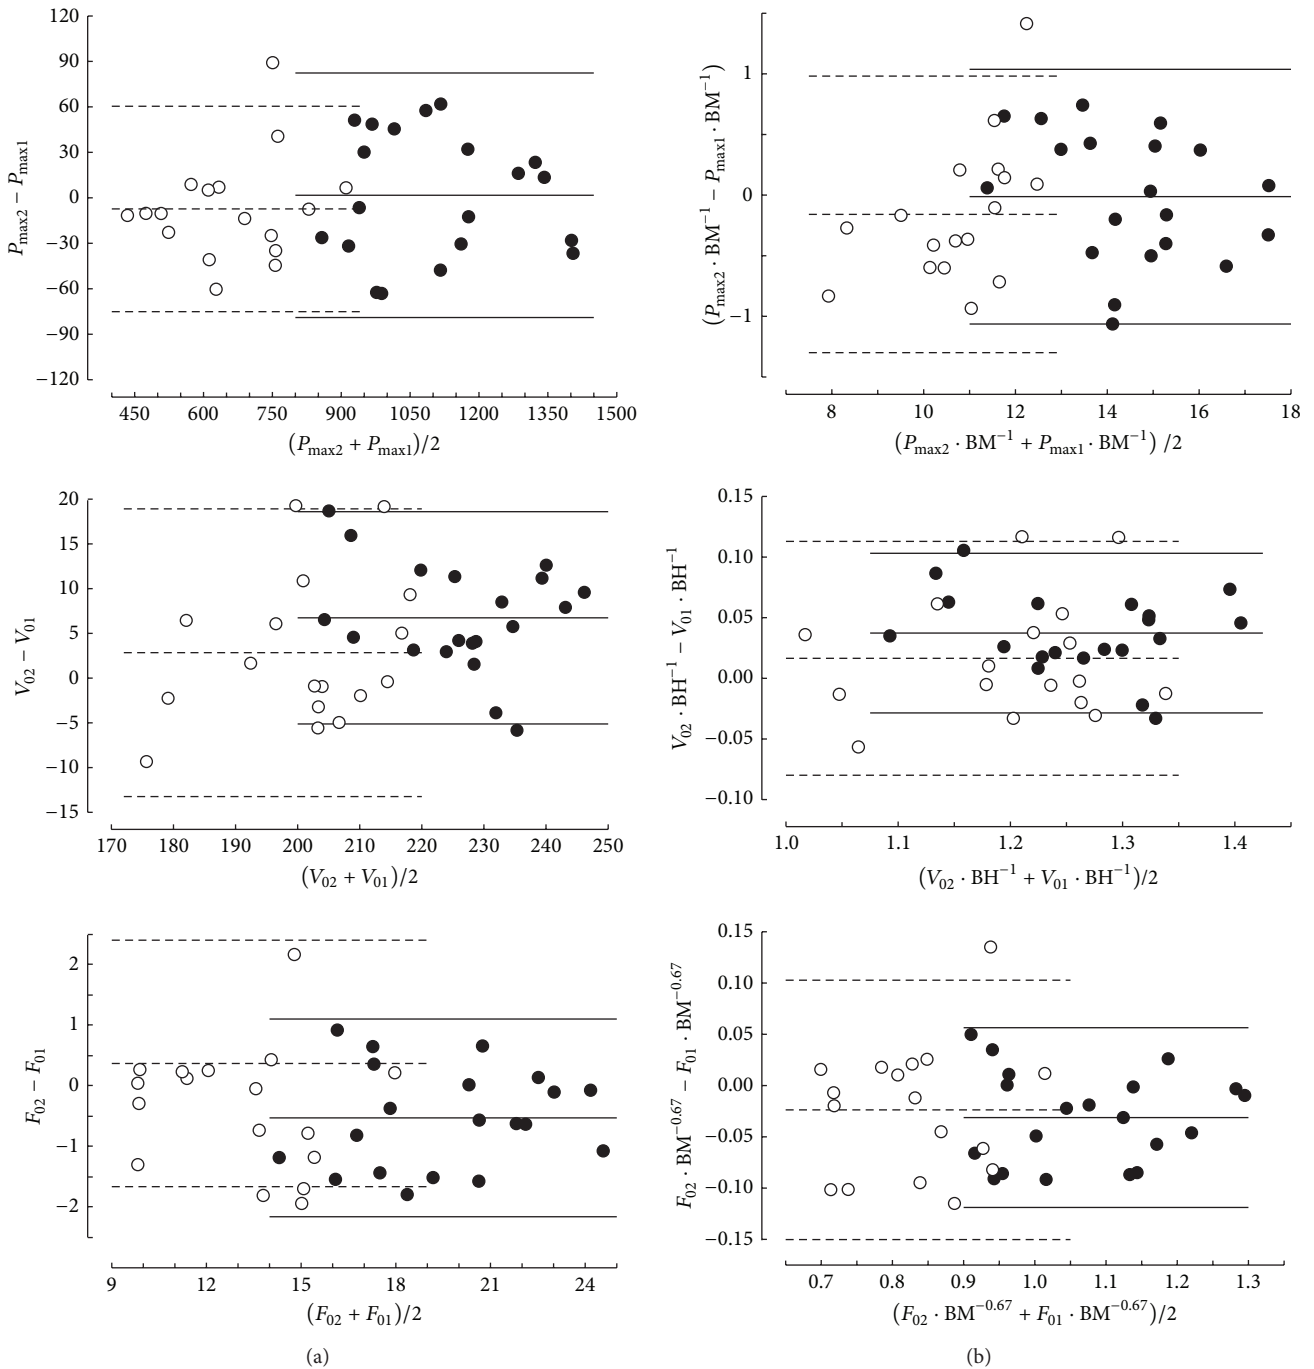 120
90
60
30
0
−30
−60
−90
−120
P_max2 − P_max1
450 600 750 900 1050 1200 1350 1500
(P_max2 + P_max1)/2
1
0
−1
(P_max2 · BM^−1 − P_max1 · BM^−1)
8 10 12 14 16 18
(P_max2 · BM^−1 + P_max1 · BM^−1) /2
20
15
10
5
0
−5
−10
−15
V_02 − V_01
170 180 190 200 210 220 230 240 250
(V_02 + V_01)/2
0.15
0.10
0.05
0.00
−0.05
−0.10
V_02 · BH^−1 − V_01 · BH^−1
1.0 1.1 1.2 1.3 1.4
(V_02 · BH^−1 + V_01 · BH^−1)/2
2
1
0
−1
−2
F_02 − F_01
9 12 15 18 21 24
(F_02 + F_01)/2
(a)
0.15
0.10
0.05
0.00
−0.05
−0.10
−0.15
F_02 · BM^−0.67 − F_01 · BM^−0.67
0.7 0.8 0.9 1.0 1.1 1.2 1.3
(F_02 · BM^−0.67 + F_01 · BM^−0.67)/2
(b)